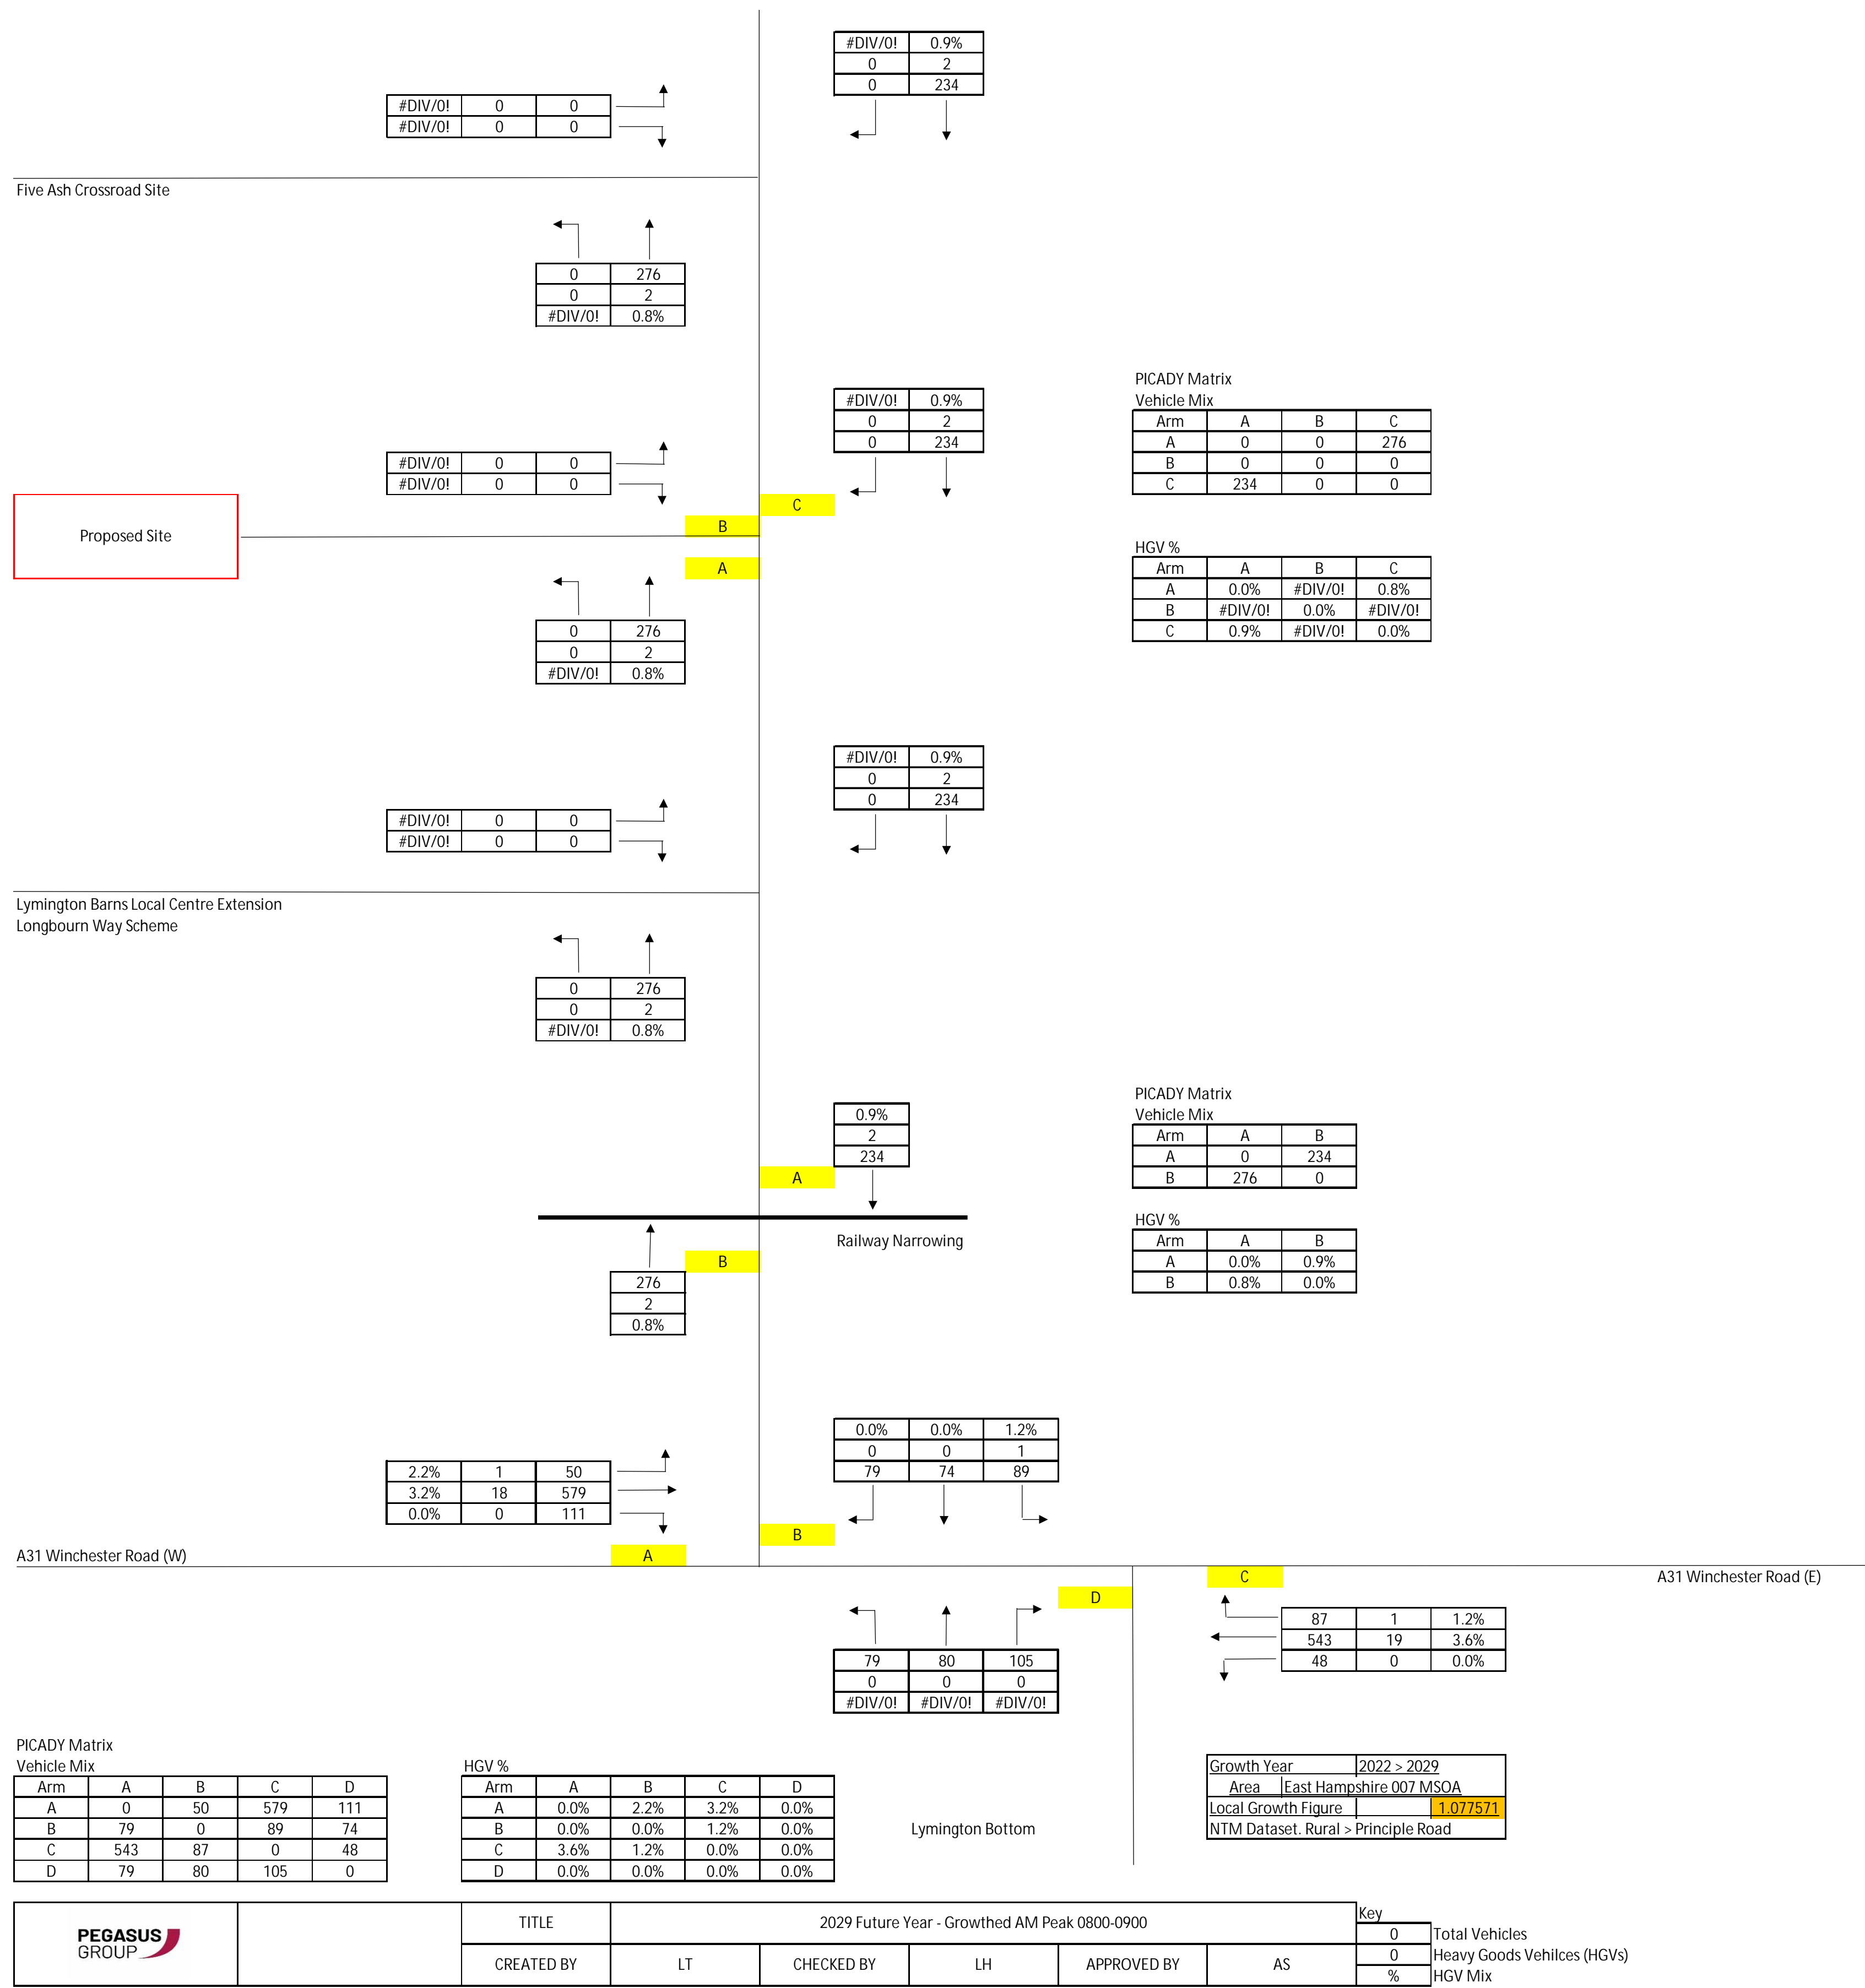 #DIV/0! 0.9%
0 2
0 234
#DIV/0! 0 0
#DIV/0! 0 0
Five Ash Crossroad Site
0 276
0 2
#DIV/0! 0.8%
PICADY Matrix
Vehicle Mix
Arm A B C
A 0 0 276
B 0 0 0
C 234 0 0
#DIV/0! 0.9%
0 2
0 234
#DIV/0! 0 0
#DIV/0! 0 0
C
B
Proposed Site
A
HGV %
Arm A B C
A 0.0% #DIV/0! 0.8%
B #DIV/0! 0.0% #DIV/0!
C 0.9% #DIV/0! 0.0%
0 276
0 2
#DIV/0! 0.8%
#DIV/0! 0.9%
0 2
0 234
#DIV/0! 0 0
#DIV/0! 0 0
Lymington Barns Local Centre Extension
Longbourn Way Scheme
0 276
0 2
#DIV/0! 0.8%
PICADY Matrix
Vehicle Mix
Arm A B
A 0 234
B 276 0
0.9%
2
234
A
HGV %
Arm A B
A 0.0% 0.9%
B 0.8% 0.0%
Railway Narrowing
B
276
2
0.8%
0.0% 0.0% 1.2%
0 0 1
79 74 89
2.2% 1 50
3.2% 18 579
0.0% 0 111
B
A31 Winchester Road (W)
A
C
A31 Winchester Road (E)
D
87 1 1.2%
543 19 3.6%
48 0 0.0%
79 80 105
0 0 0
#DIV/0! #DIV/0! #DIV/0!
PICADY Matrix
Vehicle Mix
Arm A B C D
A 0 50 579 111
B 79 0 89 74
C 543 87 0 48
D 79 80 105 0
HGV %
Arm A B C D
A 0.0% 2.2% 3.2% 0.0%
B 0.0% 0.0% 1.2% 0.0%
C 3.6% 1.2% 0.0% 0.0%
D 0.0% 0.0% 0.0% 0.0%
Lymington Bottom
Growth Year 2022 > 2029
Area East Hampshire 007 MSOA
Local Growth Figure 1.077571
NTM Dataset. Rural > Principle Road
PEGASUS
GROUP
TITLE 2029 Future Year - Growthed AM Peak 0800-0900
CREATED BY LT CHECKED BY LH APPROVED BY AS
Key
0 Total Vehicles
0 Heavy Goods Vehilces (HGVs)
% HGV Mix